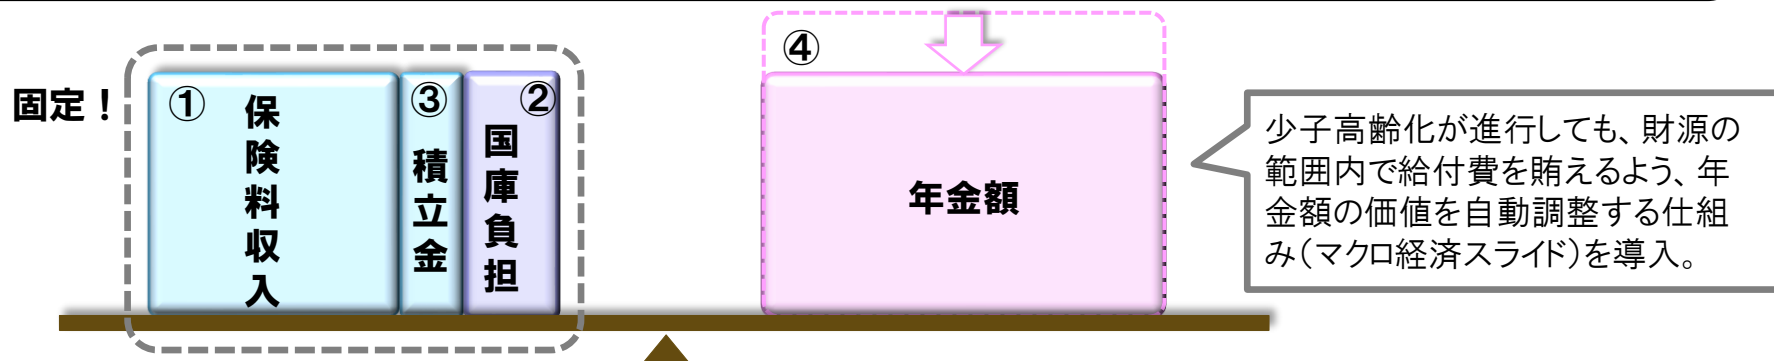 固定！
①
保険料収入
③
積立金
②
国庫負担
④
年金額
少子高齢化が進行しても、財源の
範囲内で給付費を賄えるよう、年
金額の価値を自動調整する仕組
み（マクロ経済スライド）を導入。